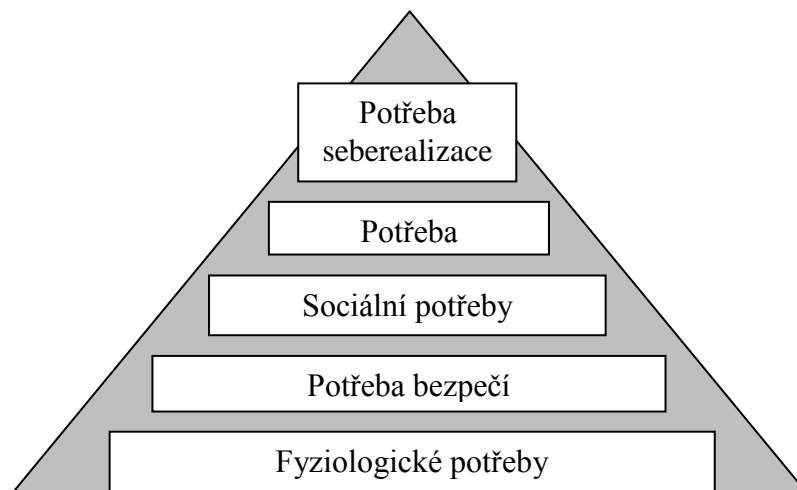 Potřeba
seberealizace
Potřeba
Sociální potřeby
Potřeba bezpečí
Fyziologické potřeby